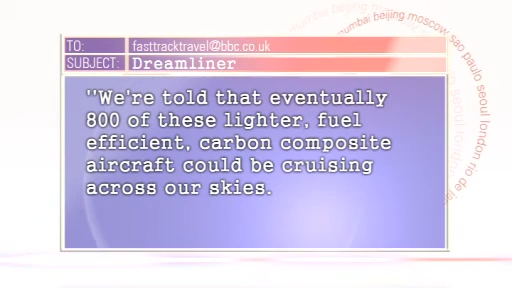 TO: fasttracktravel@bbc.co.uk
SUBJECT: Dreamliner
"We're told that eventually
800 of these lighter, fuel
efficient, carbon composite
aircraft could be cruising
across our skies.
mumbai beijing moscow sao paulo seoul london rio de ja